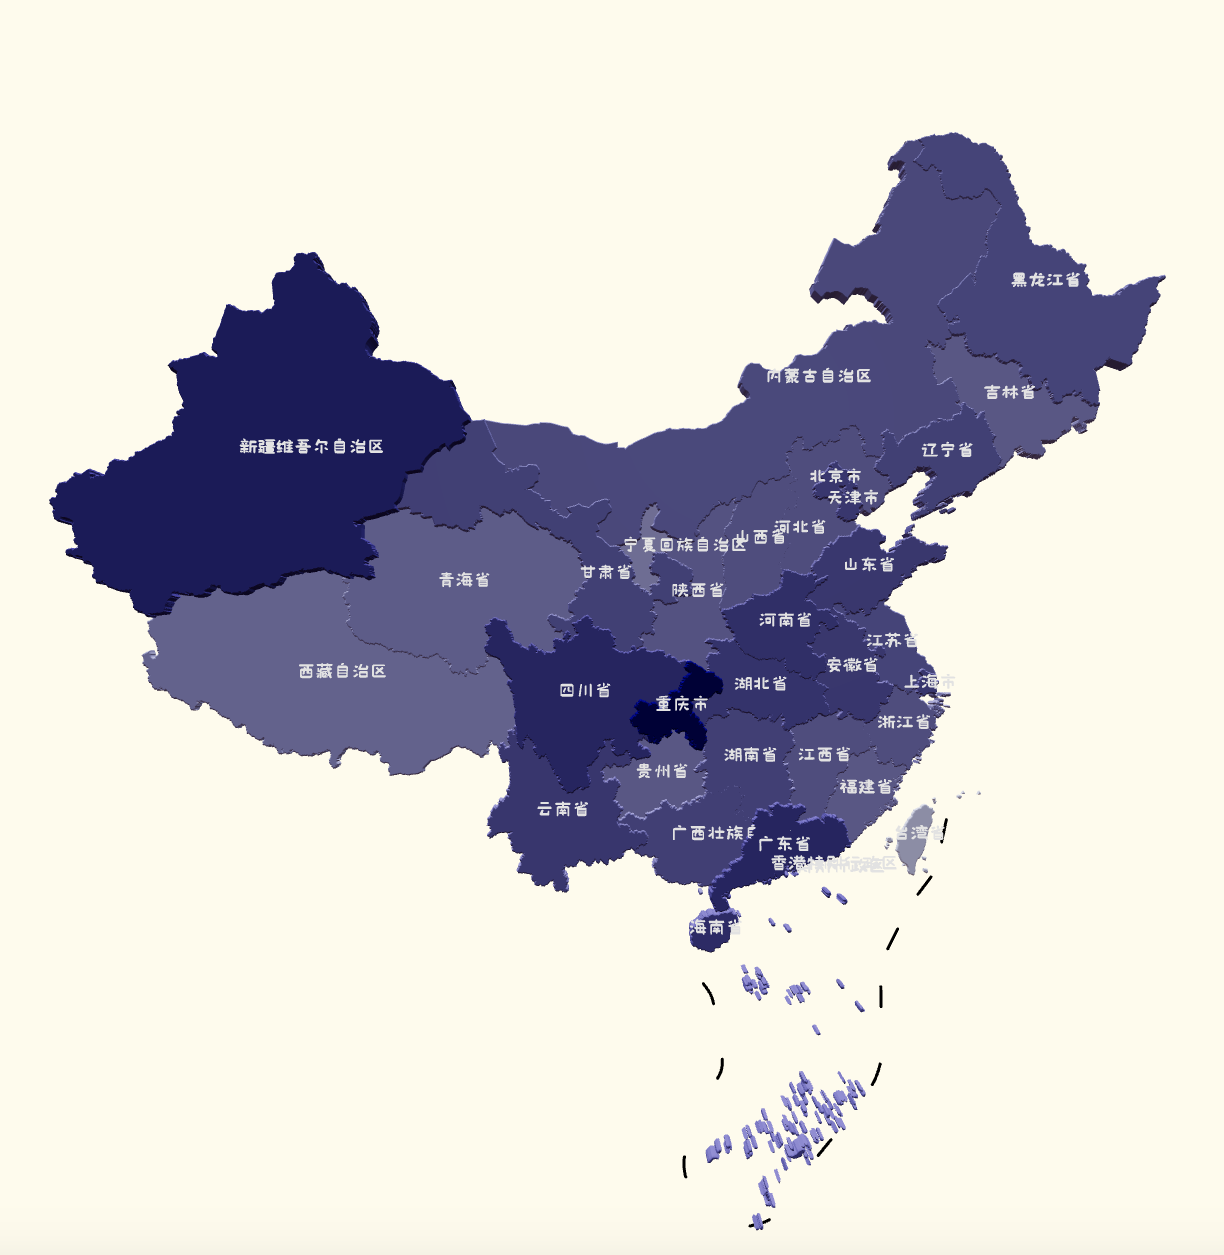 黑龙江省
内蒙古自治区
吉林省
新疆维吾尔自治区
辽宁省
北京市
天津市
河北省
山西省
宁夏回族自治区
山东省
甘肃省
青海省
陕西省
河南省
江苏省
安徽省
西藏自治区
上海市
湖北省
四川省
重庆市
浙江省
湖南省
江西省
贵州省
福建省
云南省
广西壮族自
台湾省
广东省
香港特别行政区
海南省